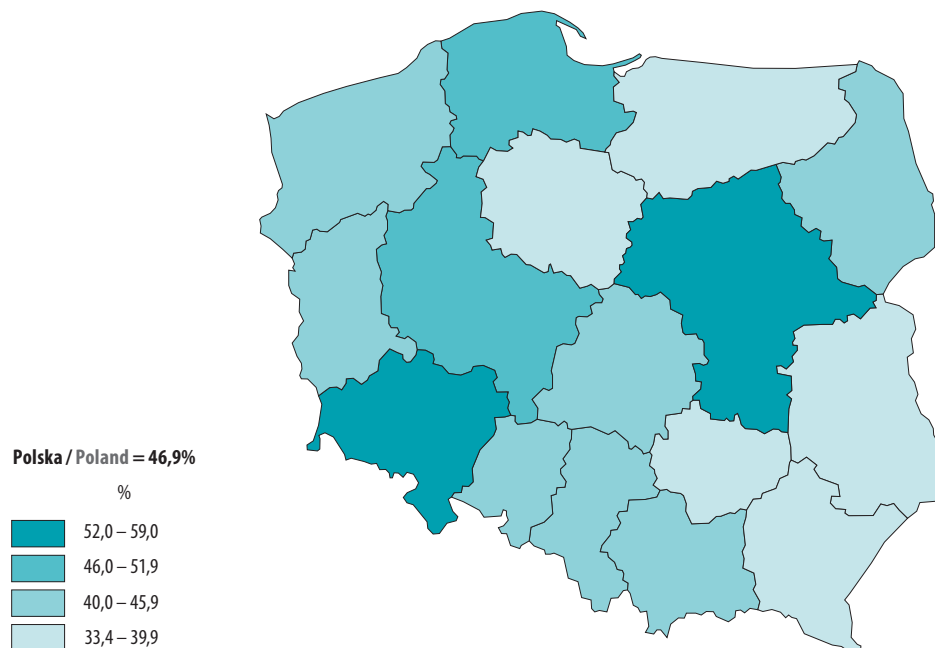 Polska / Poland = 46,9%
%
52,0 – 59,0
46,0 – 51,9
40,0 – 45,9
33,4 – 39,9